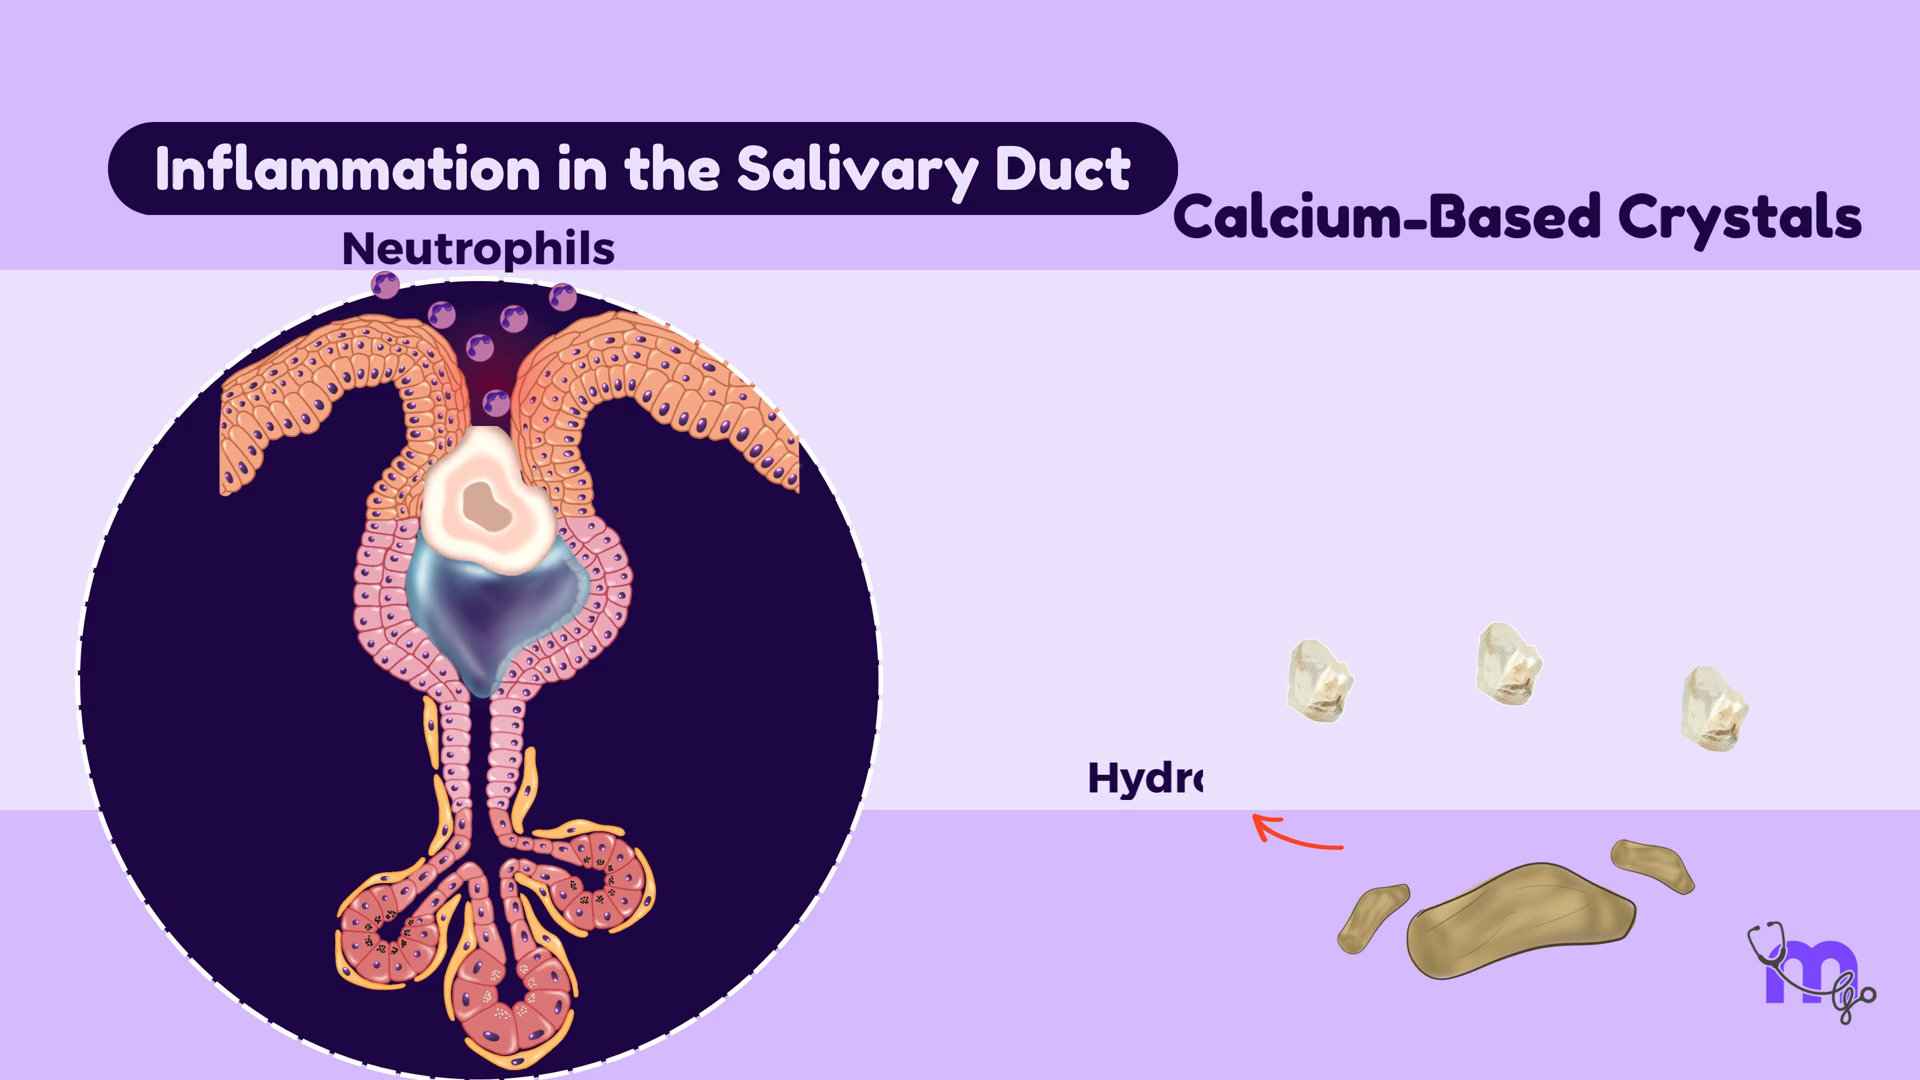 Inflammation in the Salivary Duct
Calcium-Based Crystals
Neutrophils
Hydr